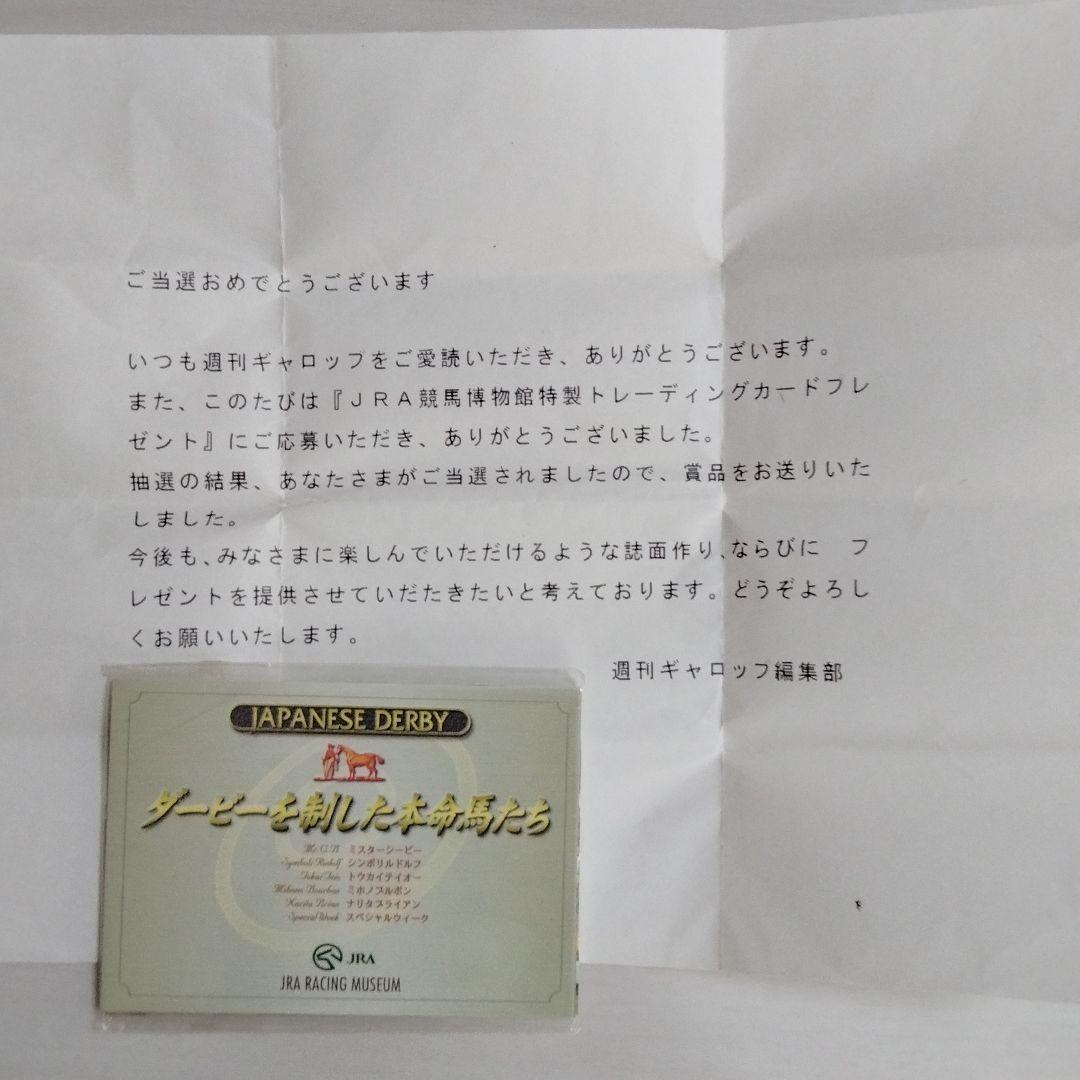 ご当選おめでとうございます
いつも週刊ギャロップをご愛読いただき、ありがとうございます。
また、このたびは『ＪＲＡ競馬博物館特製トレーディングカードプレ
ゼント』にご応募いただき、ありがとうございました。
抽選の結果、あなたさまがご当選されましたので、賞品をお送りいた
しました。
今後も、みなさまに楽しんでいただけるような誌面作り、ならびに　プ
レゼントを提供させていだたきたいと考えております。どうぞよろし
くお願いいたします。
週刊ギャロップ編集部
JAPANESE DERBY
ダービーを制した本命馬たち
Mr. C.B. ミスターシービー
Symboli Rudolf シンボリルドルフ
Tokai Teio トウカイテイオー
Mihono Bourbon ミホノブルボン
Narita Brian ナリタブライアン
Special Week スペシャルウィーク
JRA
JRA RACING MUSEUM